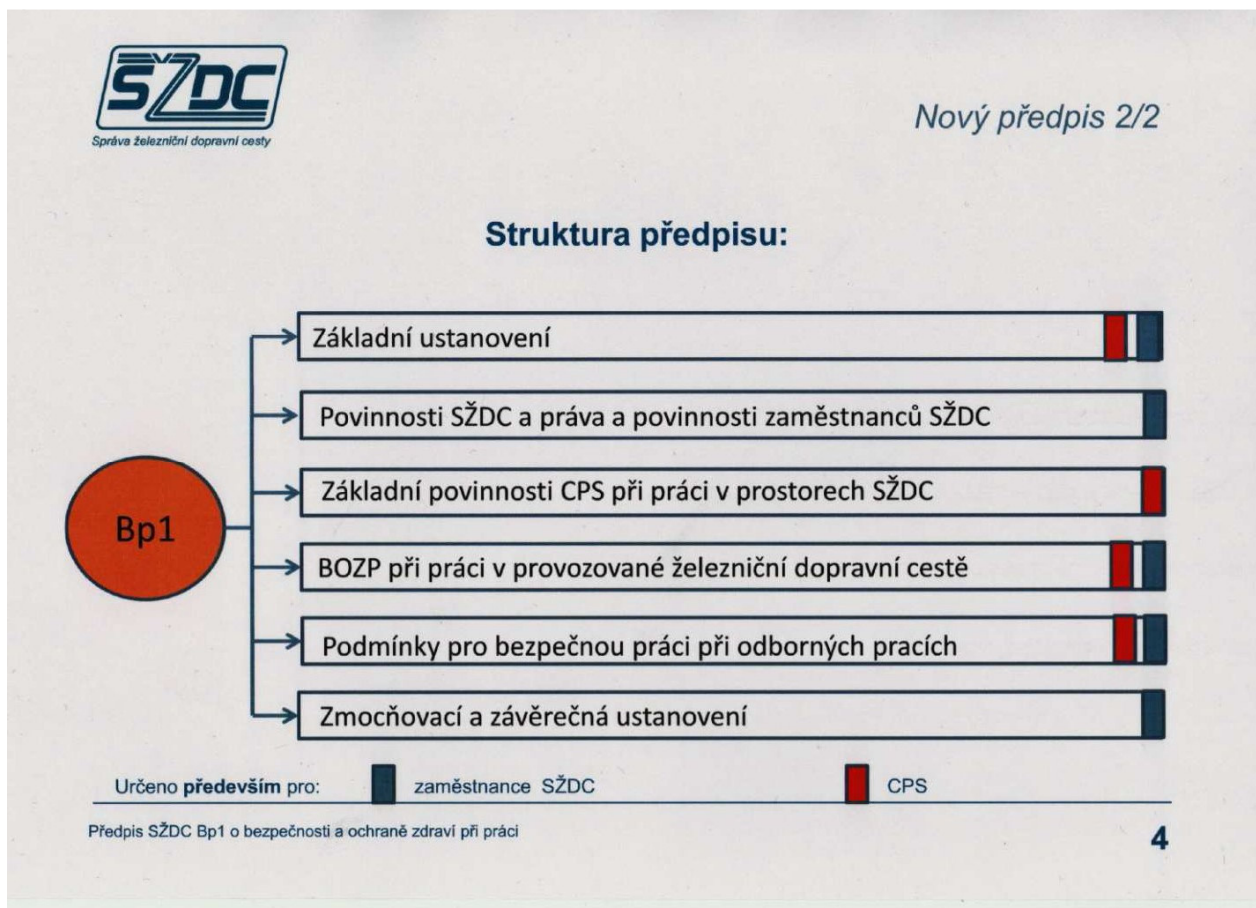 SŽDC
Správa železniční dopravní cesty
Nový předpis 2/2
Struktura předpisu:
Základní ustanovení
Povinnosti SŽDC a práva a povinnosti zaměstnanců SŽDC
Základní povinnosti CPS při práci v prostorech SŽDC
Bp1
BOZP při práci v provozované železniční dopravní cestě
Podmínky pro bezpečnou práci při odborných pracích
Zmocňovací a závěrečná ustanovení
Určeno především pro: zaměstnance SŽDC CPS
Předpis SŽDC Bp1 o bezpečnosti a ochraně zdraví při práci
4